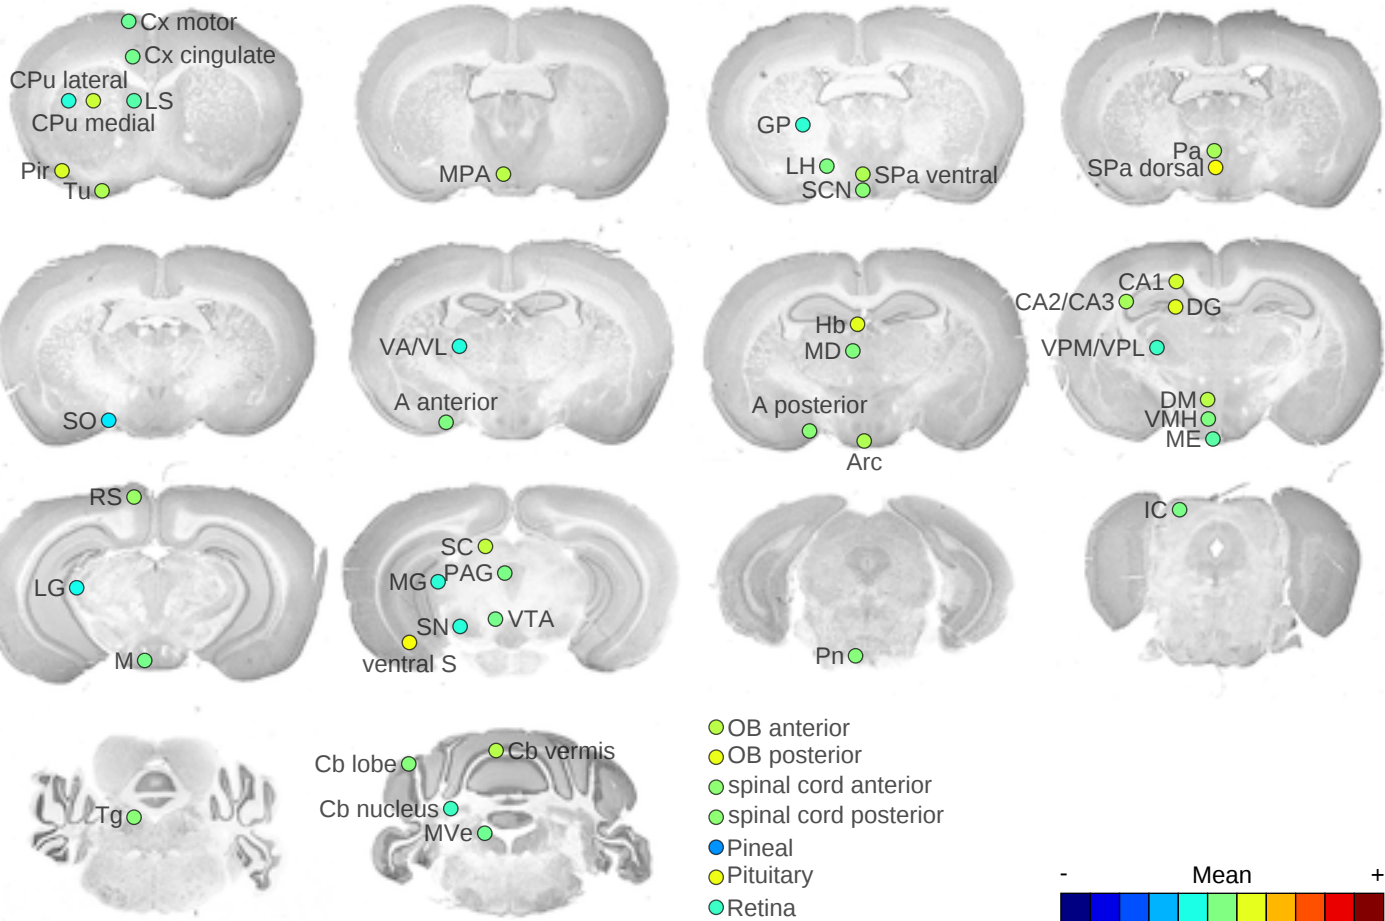 Cx motor
Cx cingulate
CPu lateral
LS
CPu medial
Pir
Tu
MPA
GP
LH
SPa ventral
SCN
Pa
SPa dorsal
SO
VA/VL
A anterior
Hb
MD
A posterior
Arc
CA1
CA2/CA3
DG
VPM/VPL
DM
VMH
ME
RS
LG
M
SC
PAG
MG
SN
VTA
ventral S
Pn
IC
Tg
Cb lobe
Cb vermis
Cb nucleus
MVe
OB anterior
OB posterior
spinal cord anterior
spinal cord posterior
Pineal
Pituitary
Retina
- Mean +